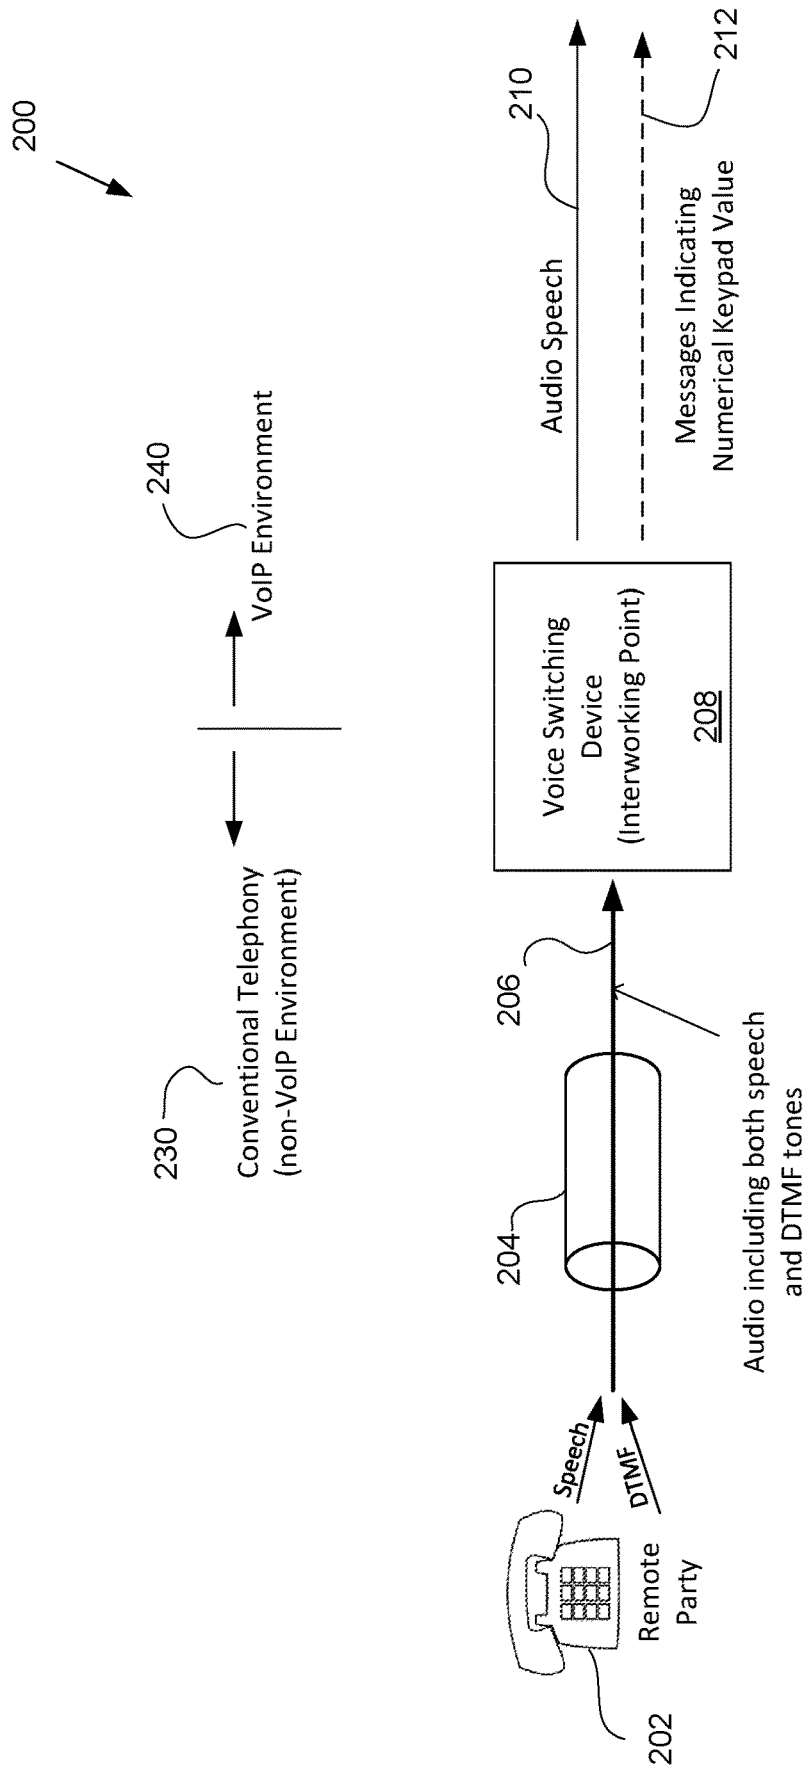 200
230
Conventional Telephony
(non-VoIP Environment)
240
VoIP Environment
202
Remote
Party
Speech
DTMF
204
206
Audio including both speech
and DTMF tones
Voice Switching
Device
(Interworking Point)
208
Audio Speech
210
Messages Indicating
Numerical Keypad Value
212